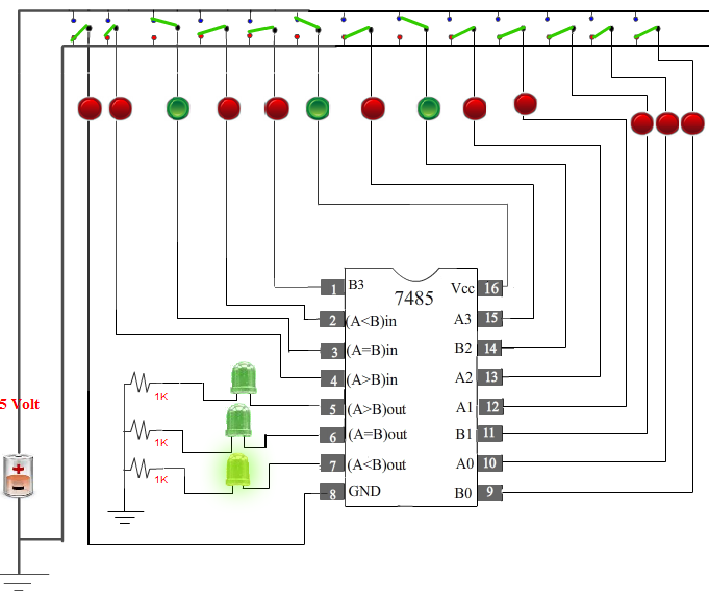 7485
1 B3 Vcc 16
2 (A<B)in A3 15
3 (A=B)in B2 14
4 (A>B)in A2 13
5 (A>B)out A1 12
6 (A=B)out B1 11
7 (A<B)out A0 10
8 GND B0 9
1K
5 Volt
1K
1K